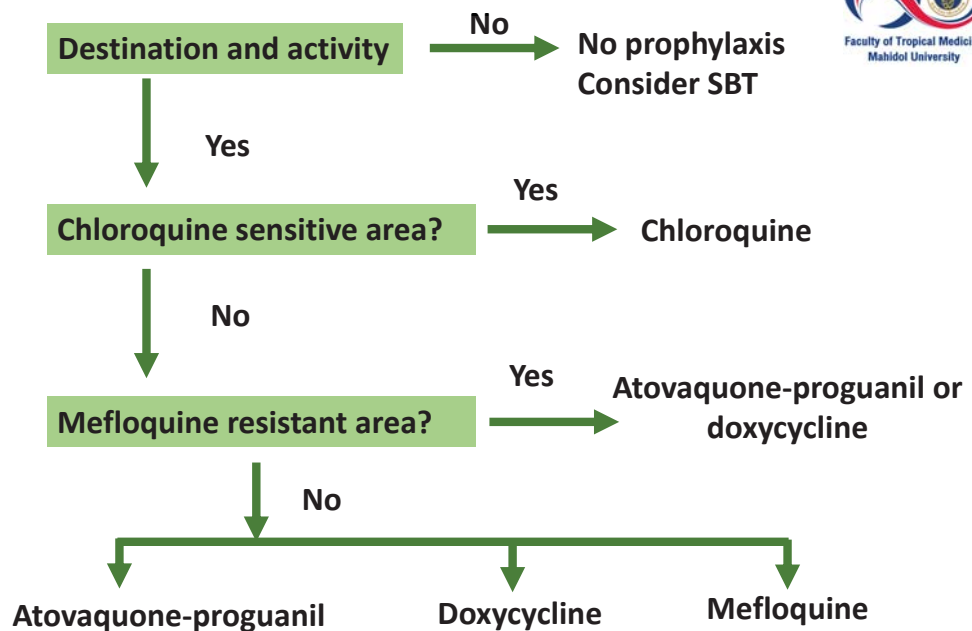 Faculty of Tropical Medici
Mahidol University
Destination and activity
No
No prophylaxis
Consider SBT
Yes
Chloroquine sensitive area?
Yes
Chloroquine
No
Mefloquine resistant area?
Yes
Atovaquone-proguanil or
doxycycline
No
Atovaquone-proguanil
Doxycycline
Mefloquine